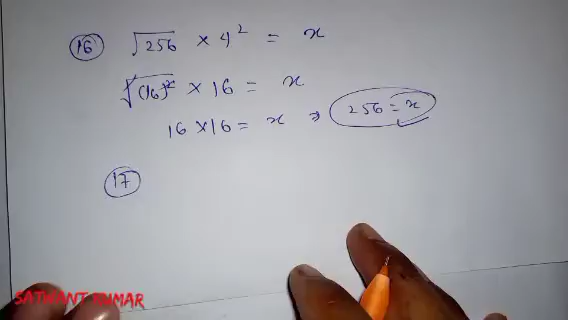 16 √256 × 4² = x
√(16)² × 16 = x
16 × 16 = x ⇒ 256 = x
17
SATWANT KUMAR